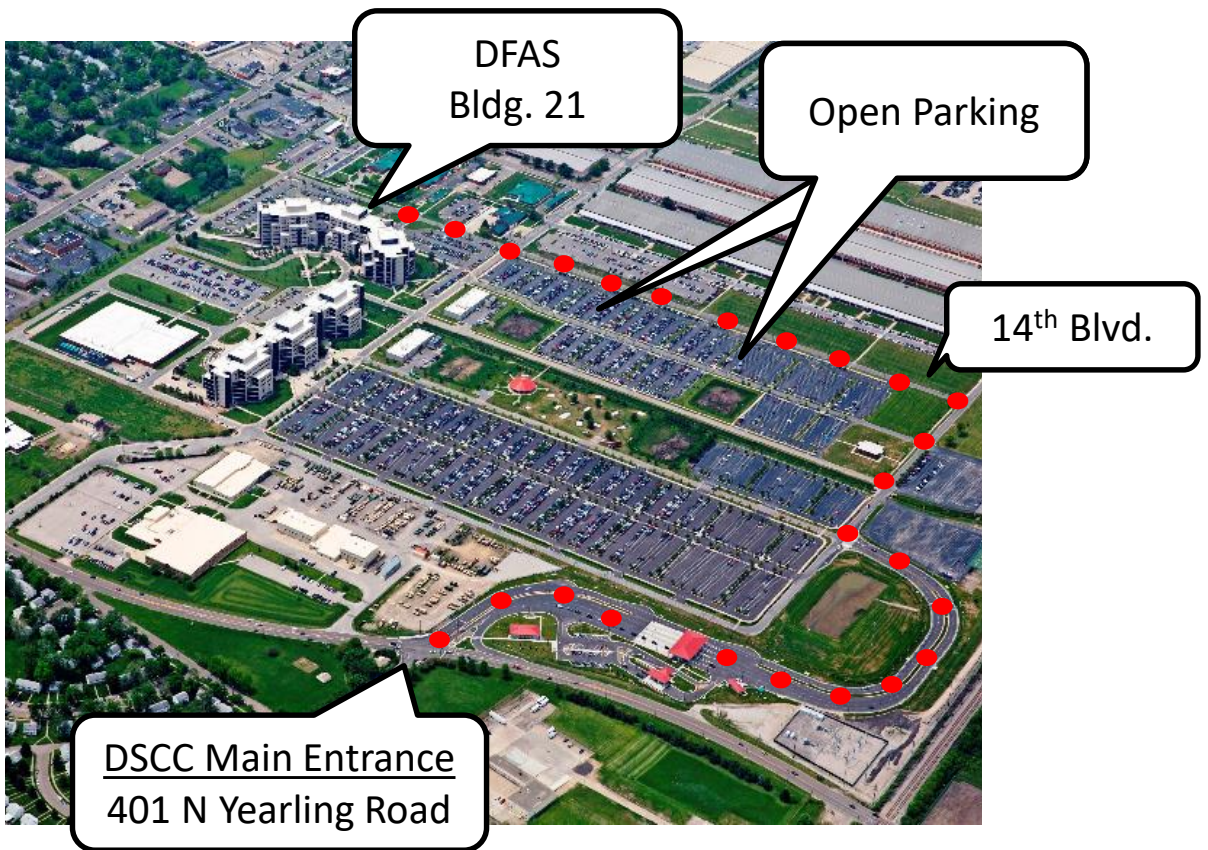 DFAS
Bldg. 21
Open Parking
14th Blvd.
DSCC Main Entrance
401 N Yearling Road